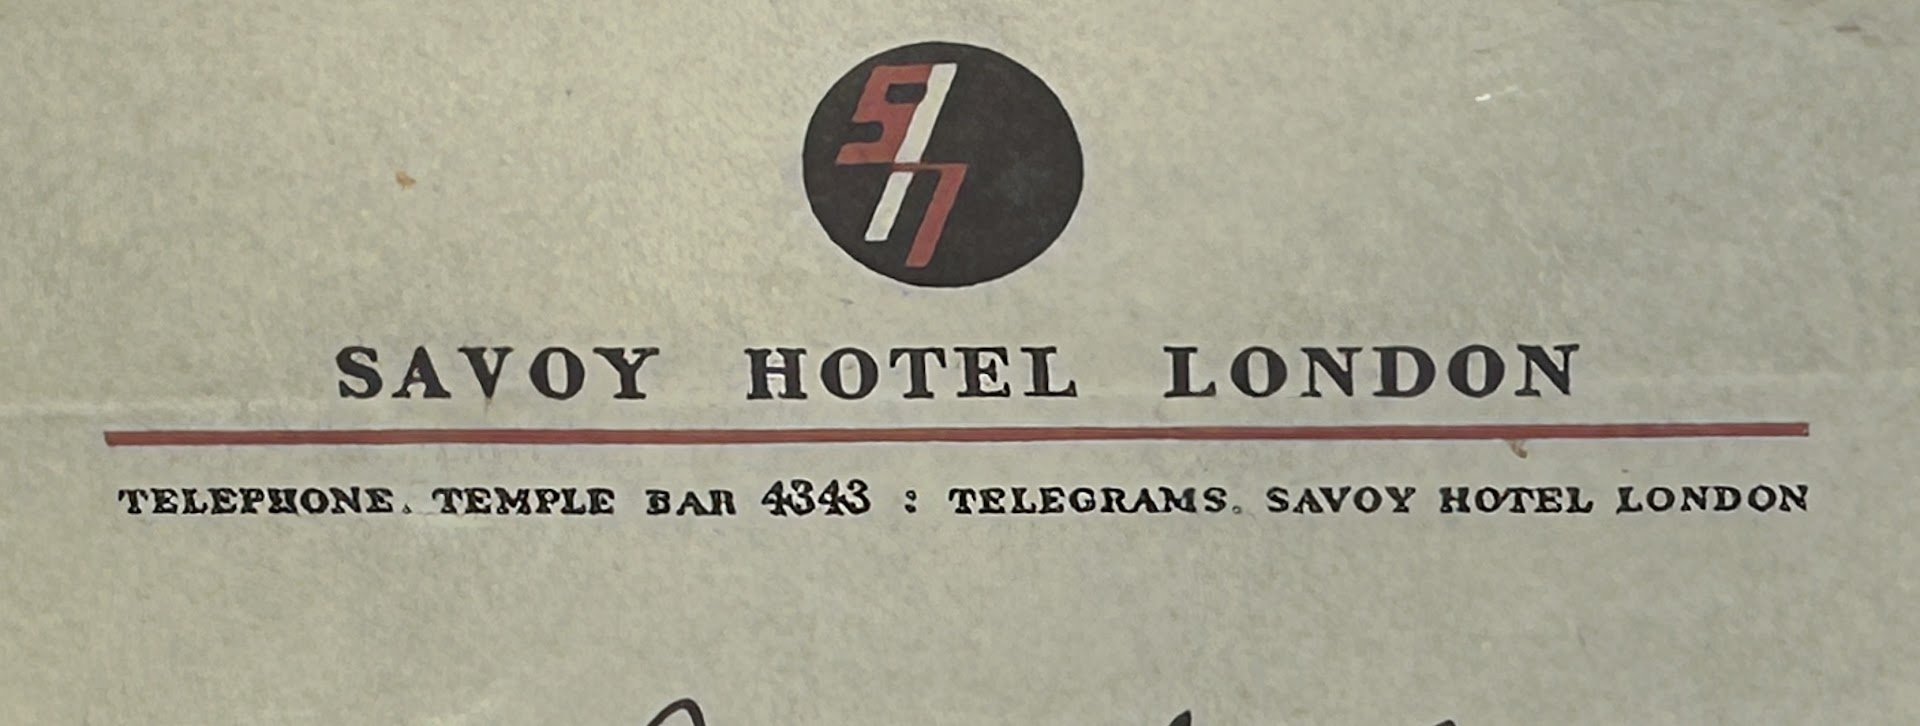 SAVOY HOTEL LONDON
TELEPHONE. TEMPLE BAR 4343 : TELEGRAMS. SAVOY HOTEL LONDON